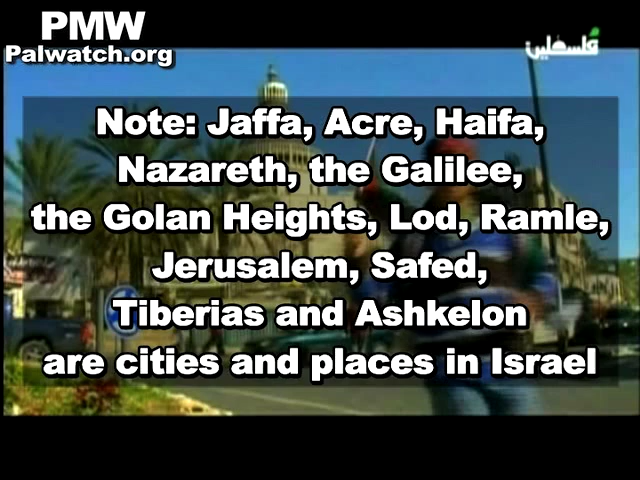 PMW
Palwatch.org
فلسطين
Note: Jaffa, Acre, Haifa,
Nazareth, the Galilee,
the Golan Heights, Lod, Ramle,
Jerusalem, Safed,
Tiberias and Ashkelon
are cities and places in Israel